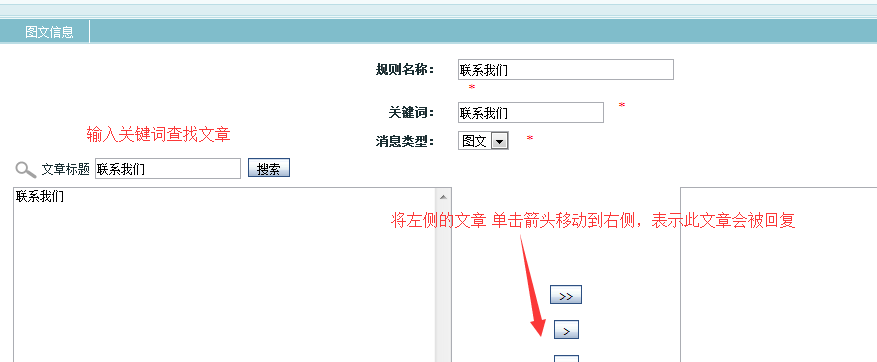 图文信息
规则名称： 联系我们
*
关键词： 联系我们 *
输入关键词查找文章
消息类型： 图文 *
文章标题 联系我们 搜索
联系我们
将左侧的文章 单击箭头移动到右侧，表示此文章会被回复
>>
>